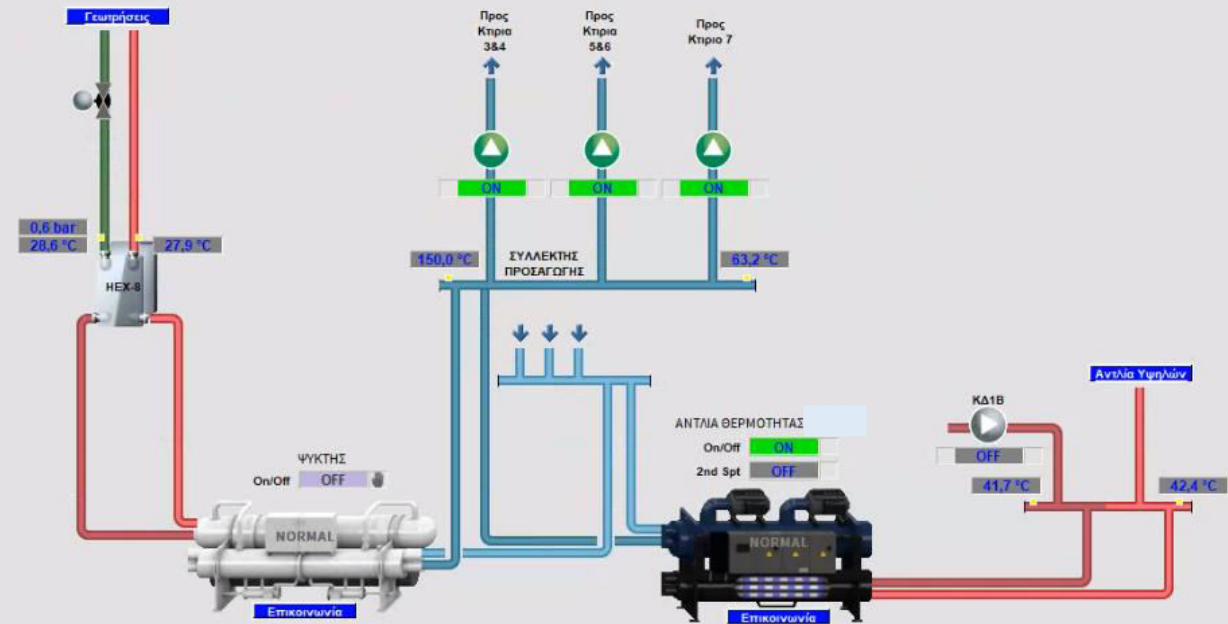 Γεωτρήσεις
Προς
Κτιρια
3&4
Προς
Κτιρια
5&6
Προς
Κτιριο 7
ON
ON
ON
0,6 bar
28,6 °C
27,9 °C
HEX-8
150,0 °C
ΣΥΛΛΕΚΤΗΣ
ΠΡΟΣΑΓΩΓΗΣ
63,2 °C
Αντλία Υψηλών
ΚΔ1Β
OFF
41,7 °C
42,4 °C
ΑΝΤΛΙΑ ΘΕΡΜΟΤΗΤΑΣ
On/Off ON
2nd Spt OFF
NORMAL
Επικοινωνία
ΨΥΚΤΗΣ
On/Off OFF
NORMAL
Επικοινωνία